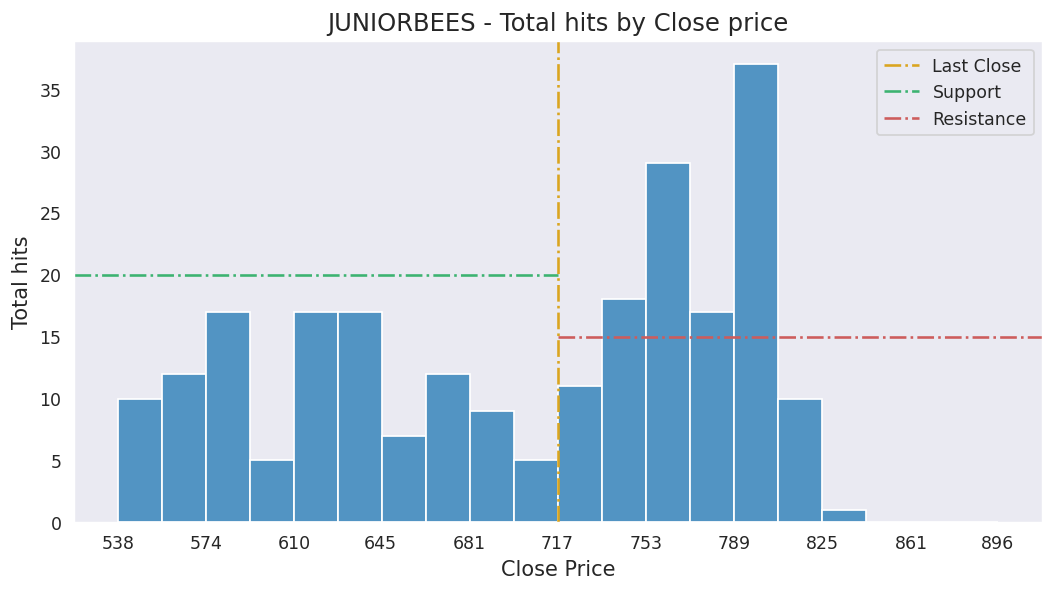 JUNIORBEES - Total hits by Close price
Last Close
Support
Resistance
Total hits
35
30
25
20
15
10
5
0
538 574 610 645 681 717 753 789 825 861 896
Close Price